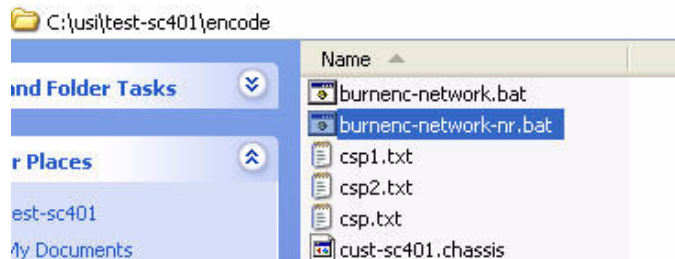 C:\usi\test-sc401\encode
Name
and Folder Tasks
burnenc-network.bat
burnenc-network-nr.bat
csp1.txt
r Places
csp2.txt
est-sc401
csp.txt
My Documents
cust-sc401.chassis